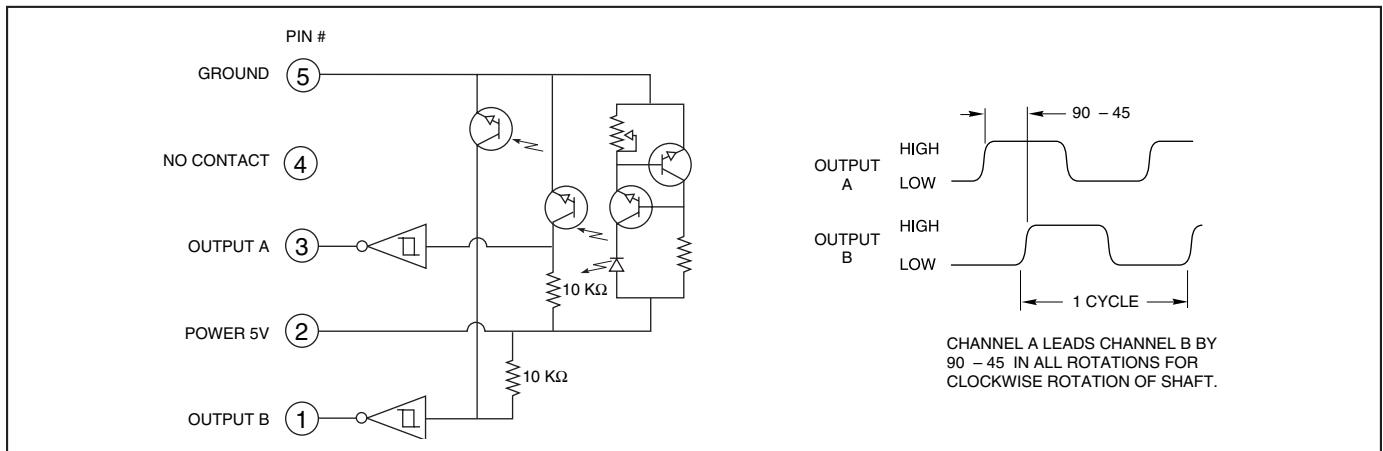 PIN #
GROUND 5
NO CONTACT 4
OUTPUT A 3
10 KΩ
POWER 5V 2
10 KΩ
OUTPUT B 1
90 – 45
OUTPUT
A
HIGH
LOW
OUTPUT
B
HIGH
LOW
1 CYCLE
CHANNEL A LEADS CHANNEL B BY
90 – 45 IN ALL ROTATIONS FOR
CLOCKWISE ROTATION OF SHAFT.